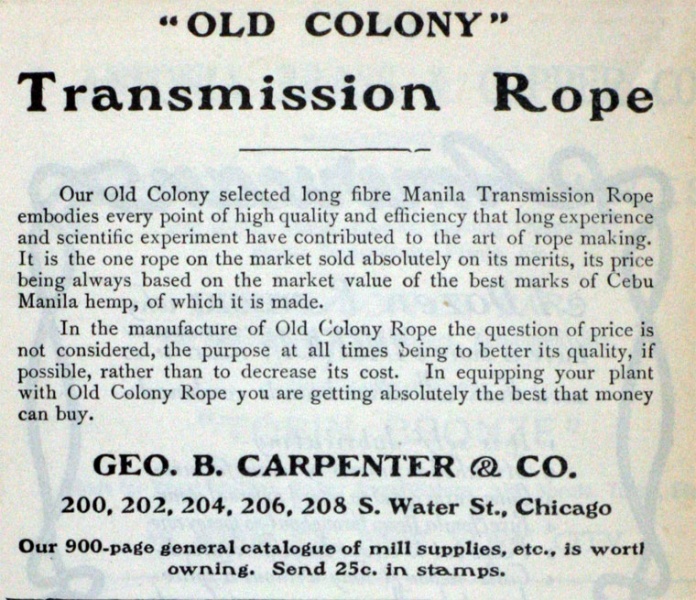 “OLD COLONY”
Transmission Rope
Our Old Colony selected long fibre Manila Transmission Rope
embodies every point of high quality and efficiency that long experience
and scientific experiment have contributed to the art of rope making.
It is the one rope on the market sold absolutely on its merits, its price
being always based on the market value of the best marks of Cebu
Manila hemp, of which it is made.
In the manufacture of Old Colony Rope the question of price is
not considered, the purpose at all times being to better its quality, if
possible, rather than to decrease its cost. In equipping your plant
with Old Colony Rope you are getting absolutely the best that money
can buy.
GEO. B. CARPENTER & CO.
200, 202, 204, 206, 208 S. Water St., Chicago
Our 900-page general catalogue of mill supplies, etc., is worth
owning. Send 25c. in stamps.